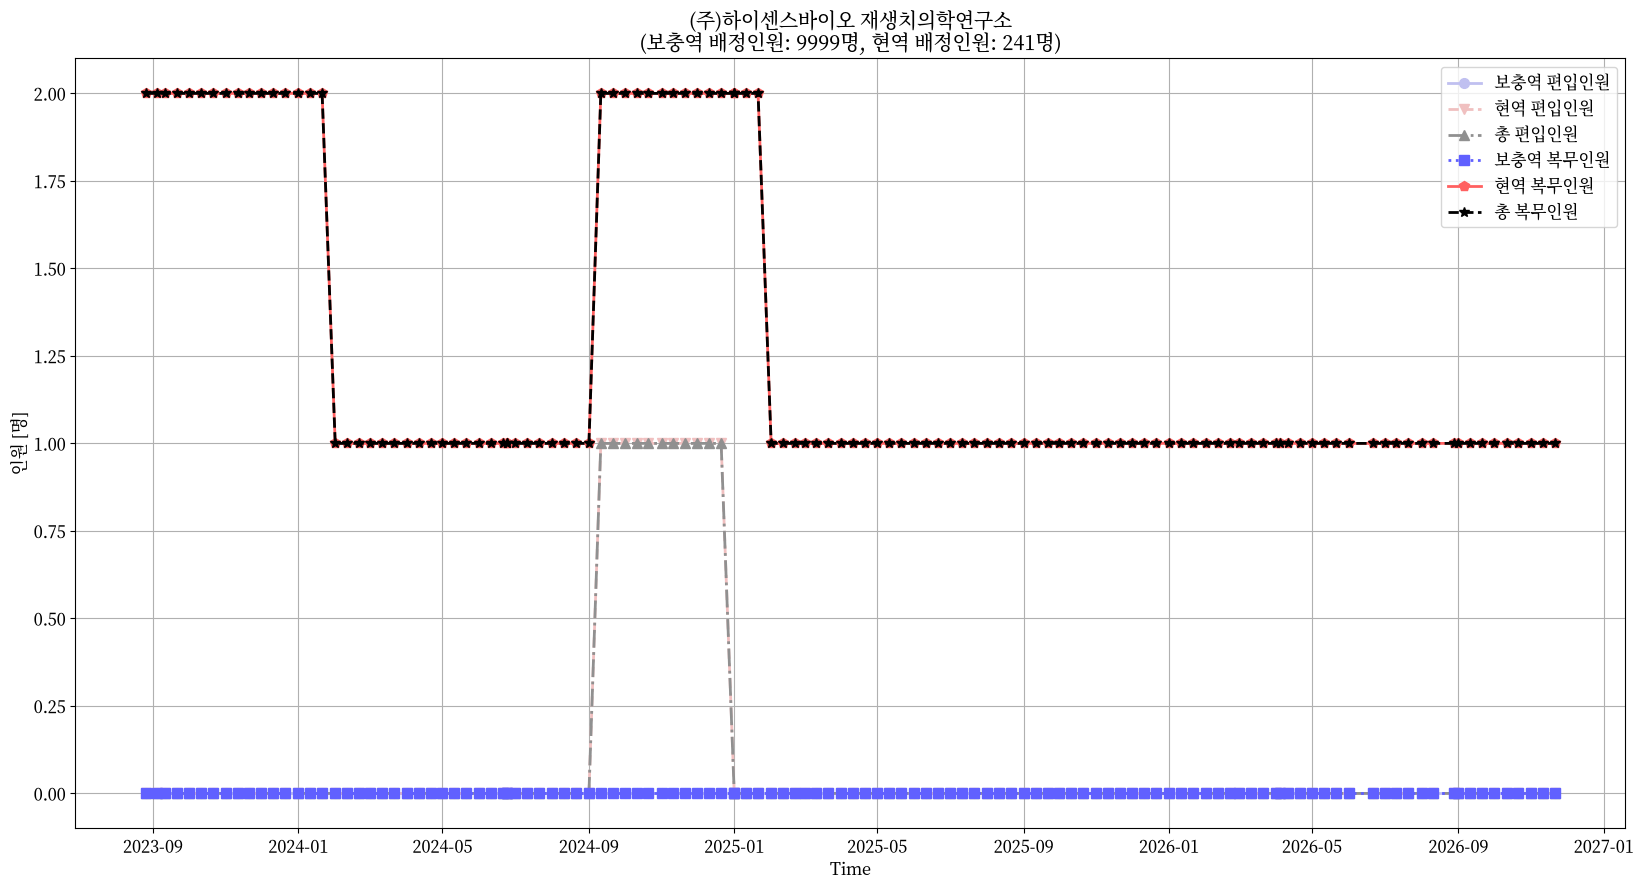 (주)하이센스바이오 재생치의학연구소
(보충역 배정인원: 9999명, 현역 배정인원: 241명)
보충역 편입인원
현역 편입인원
총 편입인원
보충역 복무인원
현역 복무인원
총 복무인원
인원 [명]
2.00
1.75
1.50
1.25
1.00
0.75
0.50
0.25
0.00
2023-09 2024-01 2024-05 2024-09 2025-01 2025-05 2025-09 2026-01 2026-05 2026-09 2027-01
Time